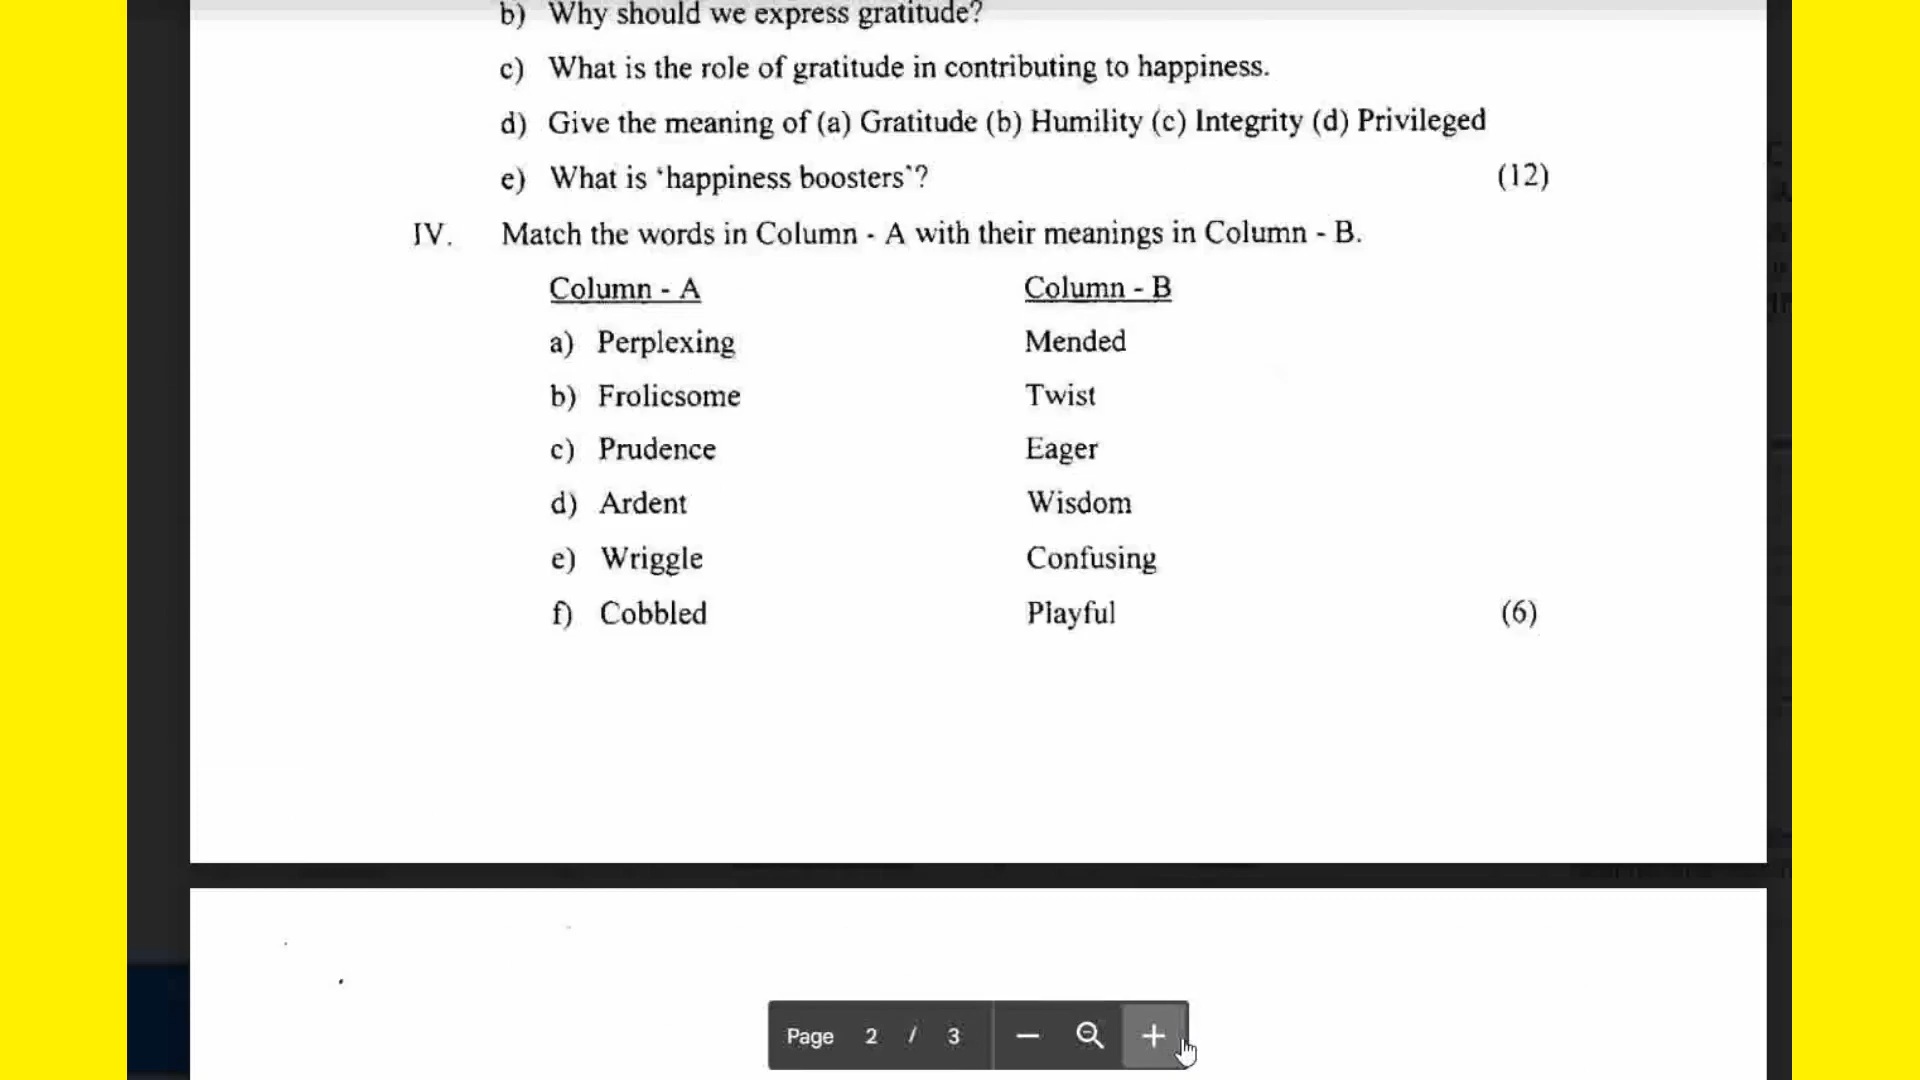 b) Why should we express gratitude?
c) What is the role of gratitude in contributing to happiness.
d) Give the meaning of (a) Gratitude (b) Humility (c) Integrity (d) Privileged
e) What is 'happiness boosters'? (12)
IV. Match the words in Column - A with their meanings in Column - B.
Column - A Column - B
a) Perplexing Mended
b) Frolicsome Twist
c) Prudence Eager
d) Ardent Wisdom
e) Wriggle Confusing
f) Cobbled Playful (6)
Page 2 / 3